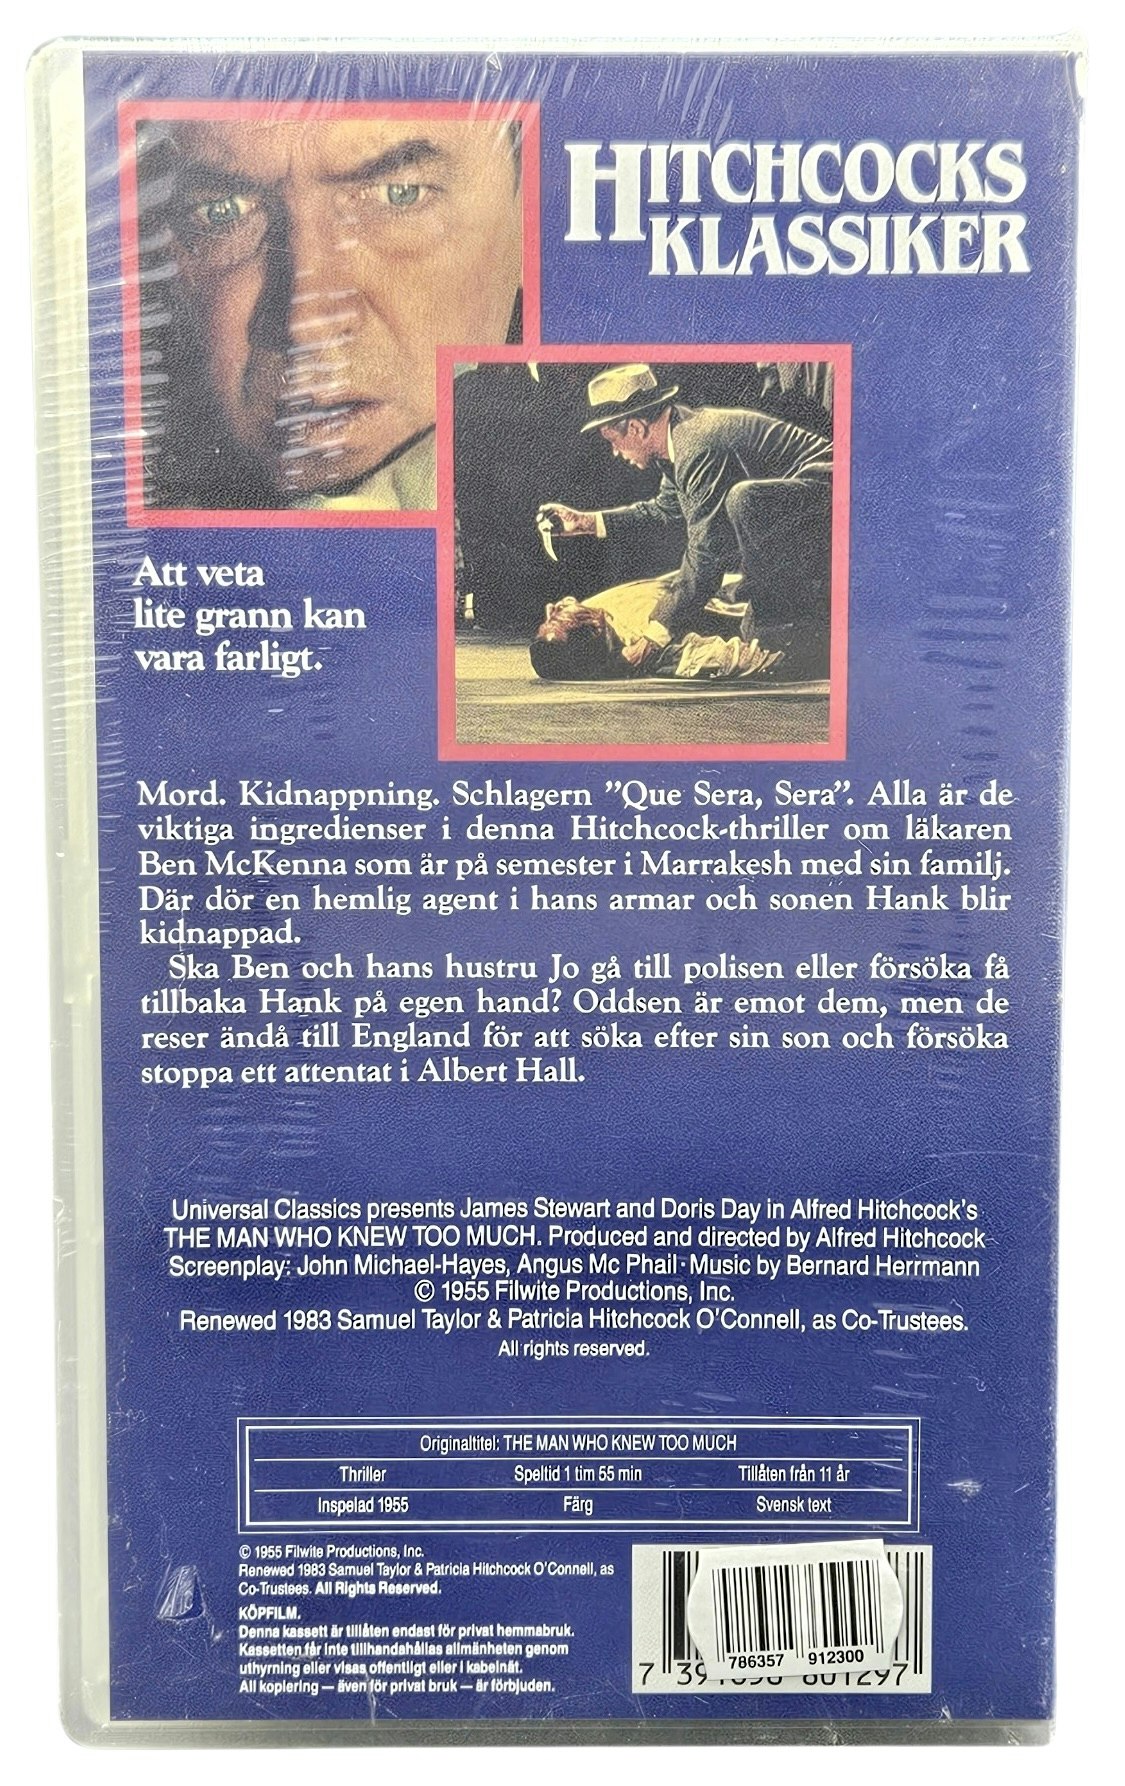 HITCHCOCKS
KLASSIKER
Att veta
lite grann kan
vara farligt.
Mord. Kidnappning. Schlagern ”Que Sera, Sera”. Alla är de
viktiga ingredienser i denna Hitchcock-thriller om läkaren
Ben McKenna som är på semester i Marrakesh med sin familj.
Där dör en hemlig agent i hans armar och sonen Hank blir
kidnappad.
Ska Ben och hans hustru Jo gå till polisen eller försöka få
tillbaka Hank på egen hand? Oddsen är emot dem, men de
reser ändå till England för att söka efter sin son och försöka
stoppa ett attentat i Albert Hall.
Universal Classics presents James Stewart and Doris Day in Alfred Hitchcock's
THE MAN WHO KNEW TOO MUCH. Produced and directed by Alfred Hitchcock
Screenplay: John Michael-Hayes, Angus Mc Phail · Music by Bernard Herrmann
© 1955 Filwite Productions, Inc.
Renewed 1983 Samuel Taylor & Patricia Hitchcock O'Connell, as Co-Trustees.
All rights reserved.
Originaltitel: THE MAN WHO KNEW TOO MUCH
Thriller Speltid 1 tim 55 min Tillåten från 11 år
Inspelad 1955 Färg Svensk text
© 1955 Filwite Productions, Inc.
Renewed 1983 Samuel Taylor & Patricia Hitchcock O'Connell, as
Co-Trustees. All Rights Reserved.
KÖPFILM.
Denna kassett är tillåten endast för privat hemmabruk.
Kassetten får inte tillhandahållas allmänheten genom
uthyrning eller visas offentligt eller i kabelnät.
All kopiering — även för privat bruk — är förbjuden.
786357 912300